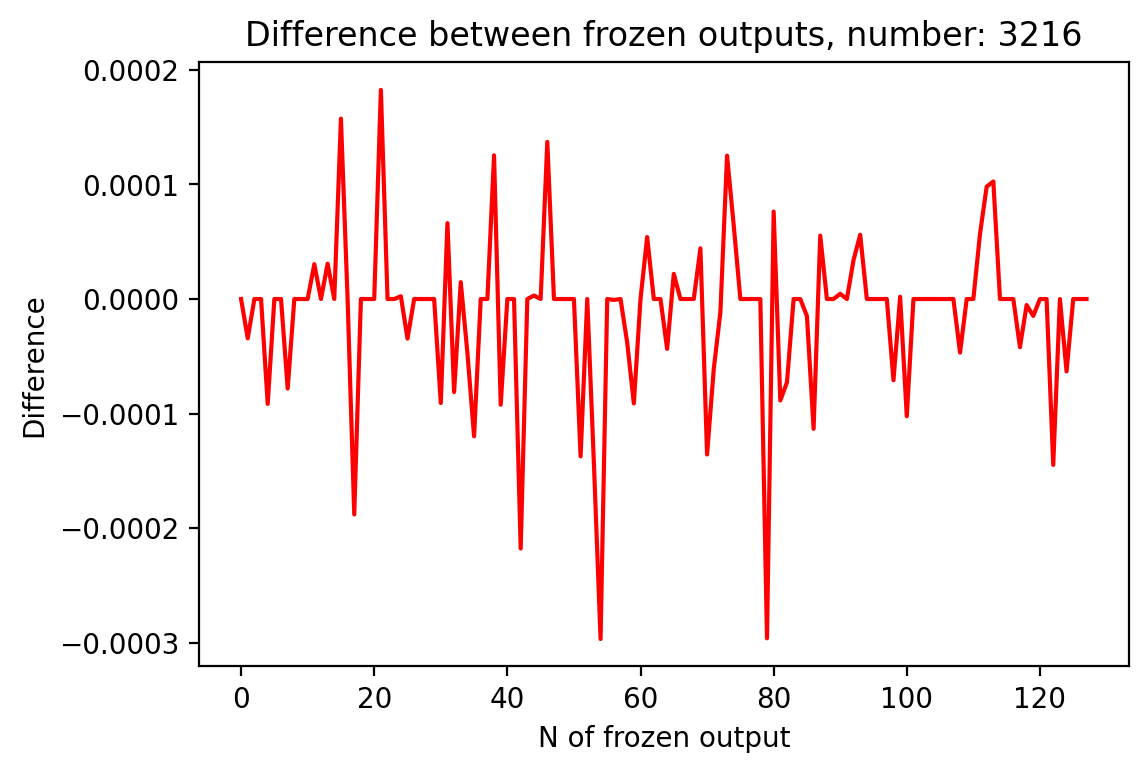 Difference between frozen outputs, number: 3216
0.0002
0.0001
0.0000
−0.0001
−0.0002
−0.0003
Difference
0 20 40 60 80 100 120
N of frozen output